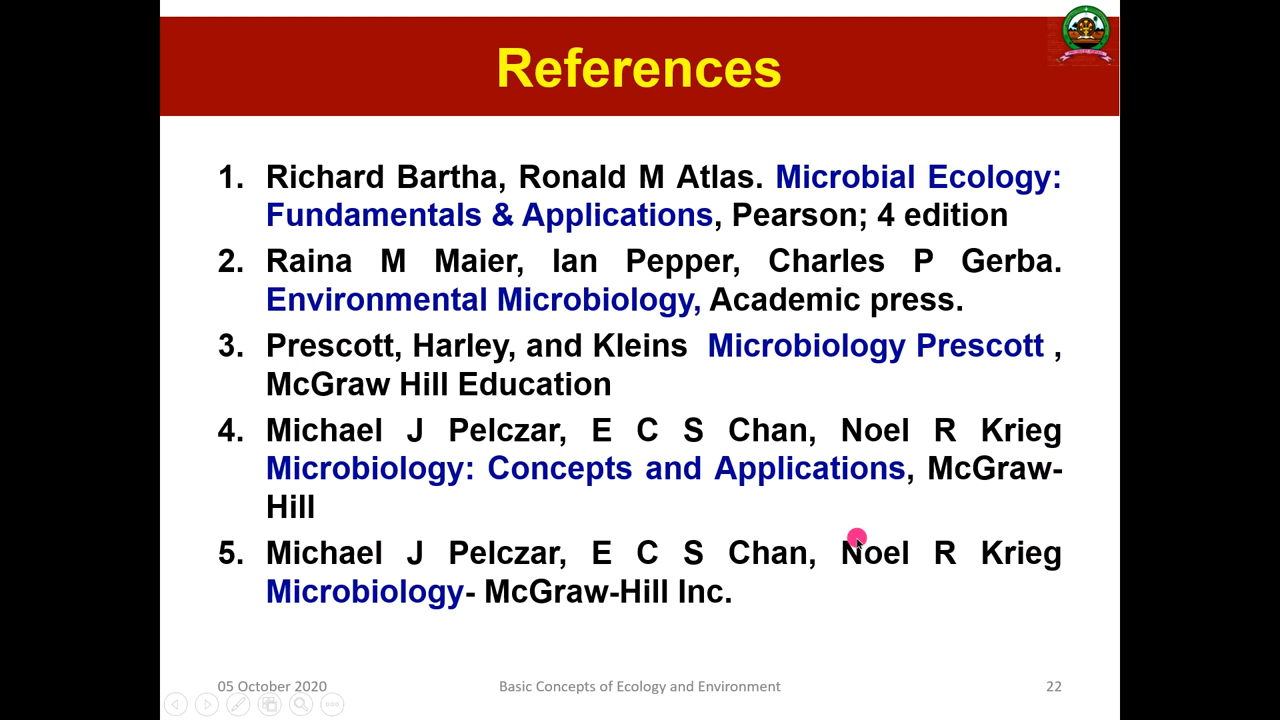 References
1. Richard Bartha, Ronald M Atlas. Microbial Ecology:
Fundamentals & Applications, Pearson; 4 edition
2. Raina M Maier, Ian Pepper, Charles P Gerba.
Environmental Microbiology, Academic press.
3. Prescott, Harley, and Kleins Microbiology Prescott ,
McGraw Hill Education
4. Michael J Pelczar, E C S Chan, Noel R Krieg
Microbiology: Concepts and Applications, McGraw-
Hill
5. Michael J Pelczar, E C S Chan, Noel R Krieg
Microbiology- McGraw-Hill Inc.
05 October 2020
Basic Concepts of Ecology and Environment
22